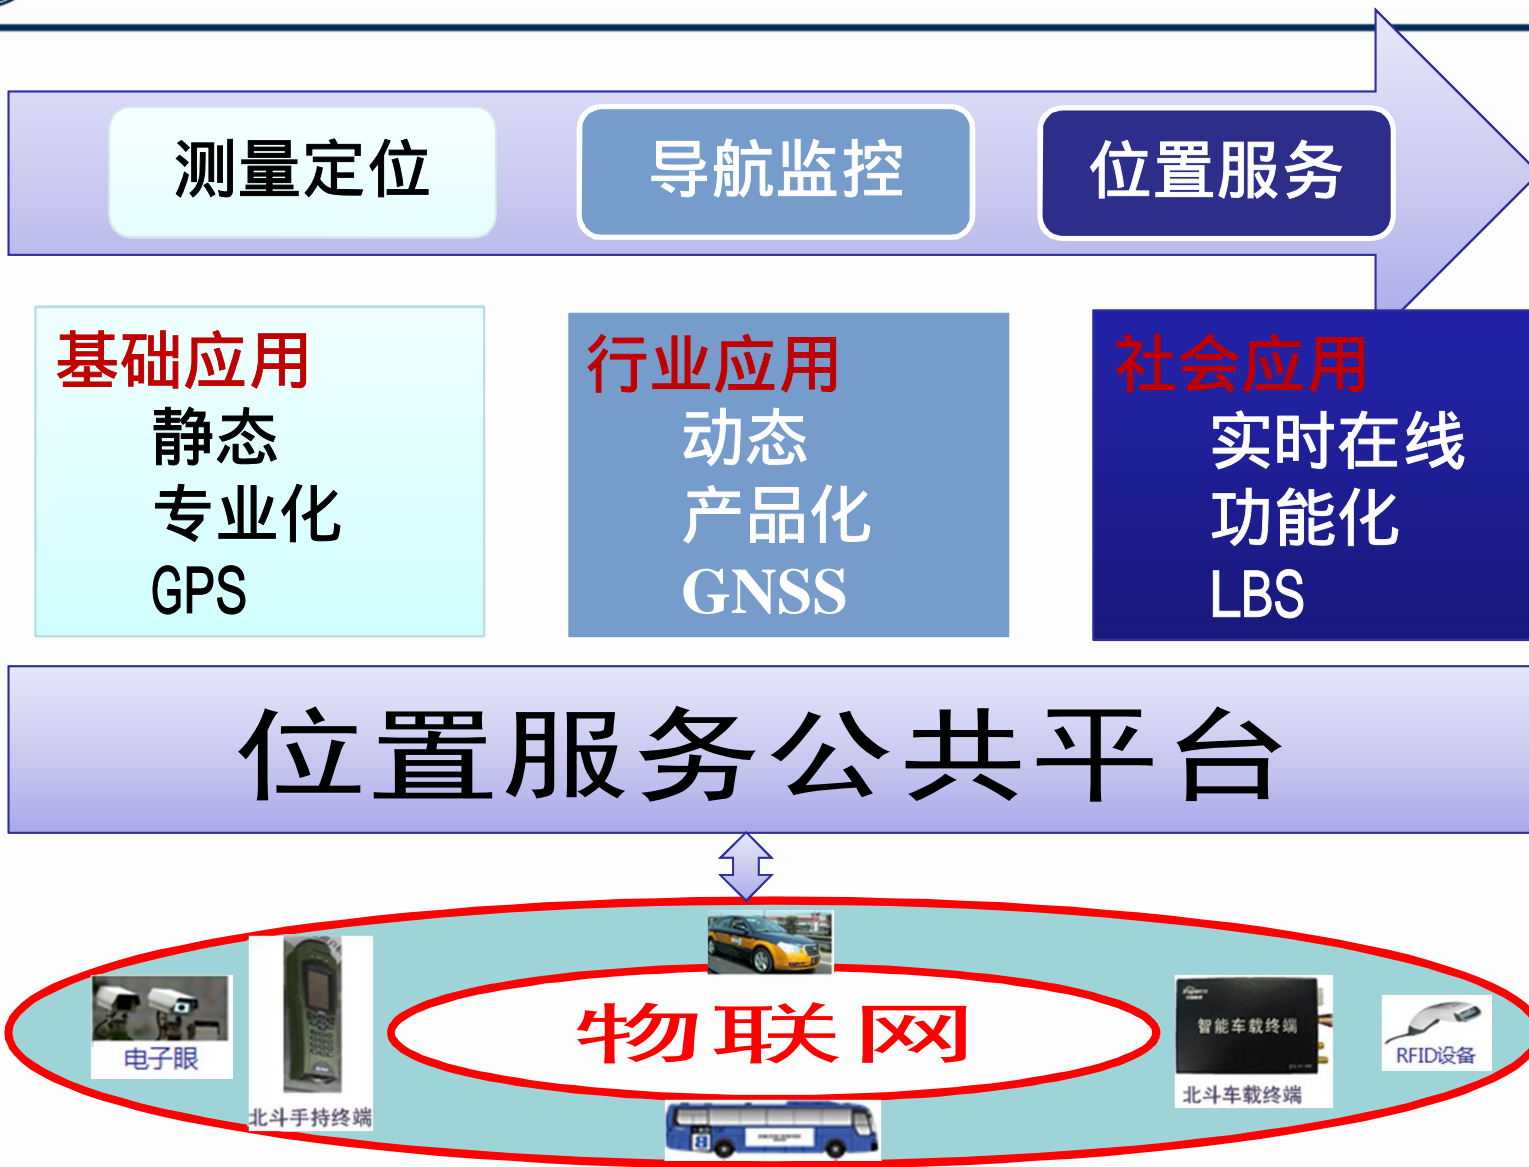 测量定位
导航监控
位置服务
基础应用
静态
专业化
GPS
行业应用
动态
产品化
GNSS
社会应用
实时在线
功能化
LBS
位置服务公共平台
物联网
电子眼
北斗手持终端
智能车载终端
北斗车载终端
RFID设备